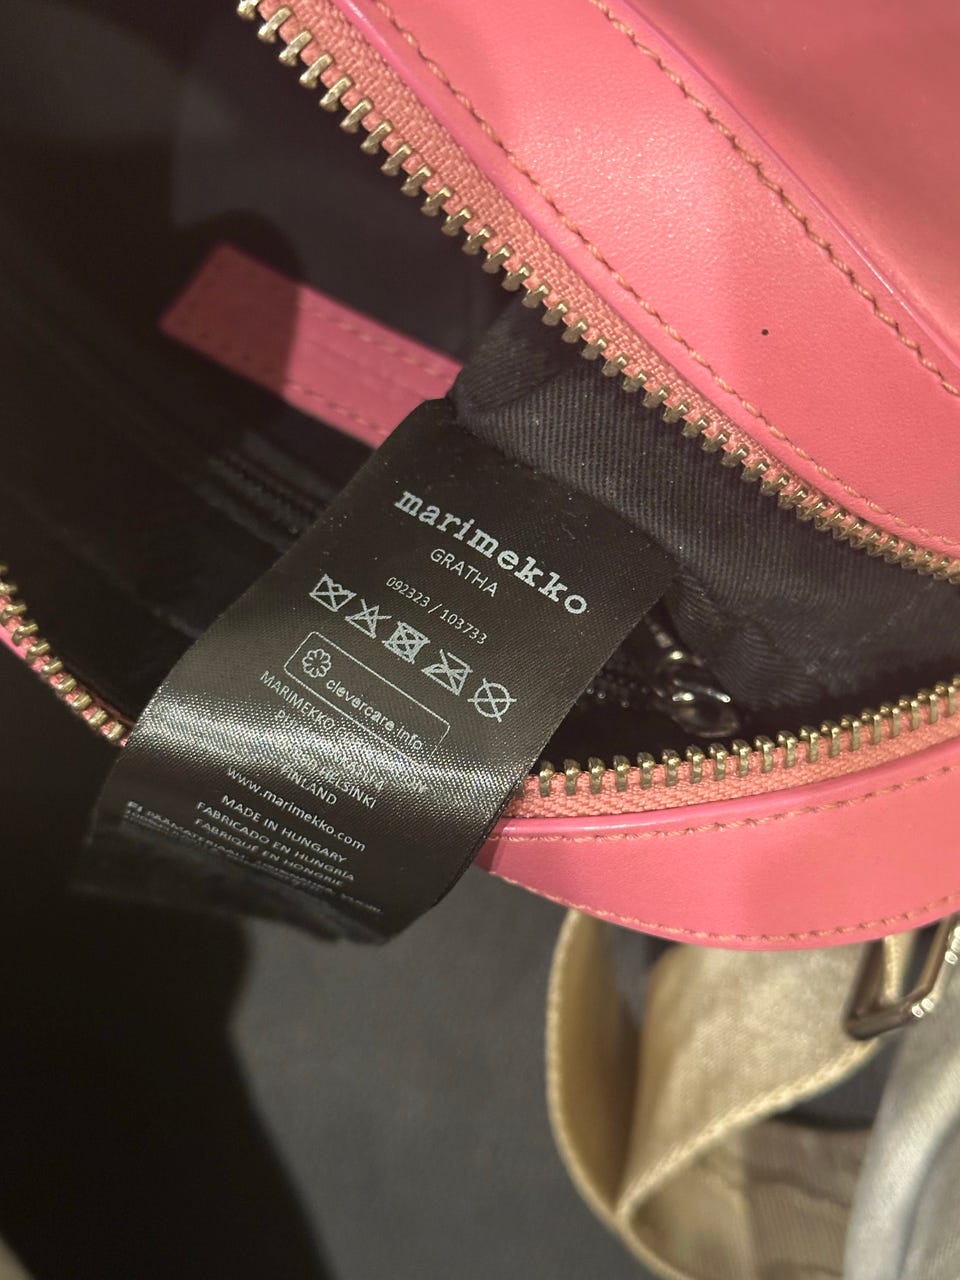 marimekko
GRATHA
092323 / 103733
clevercare.info
MARIMEKKO
HELSINKI
FINLAND
www.marimekko.com
MADE IN HUNGARY
FABRICADO EN HUNGRÍA
FABRIQUÉ EN HONGRIE